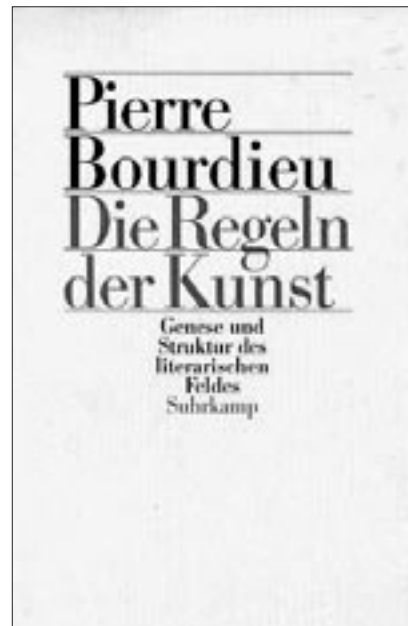 Pierre
Bourdieu
Die Regeln
der Kunst
Genese und
Struktur des
literarischen
Feldes
Suhrkamp